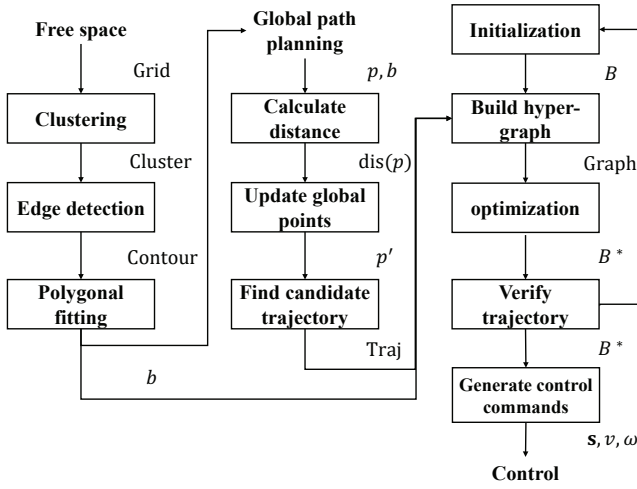 Free space
Grid
Clustering
Cluster
Edge detection
Contour
Polygonal
fitting
b
Global path
planning
p, b
Calculate
distance
dis(p)
Update global
points
p′
Find candidate
trajectory
Traj
Initialization
B
Build hyper-
graph
Graph
optimization
B *
Verify
trajectory
B *
Generate control
commands
s, v, ω
Control